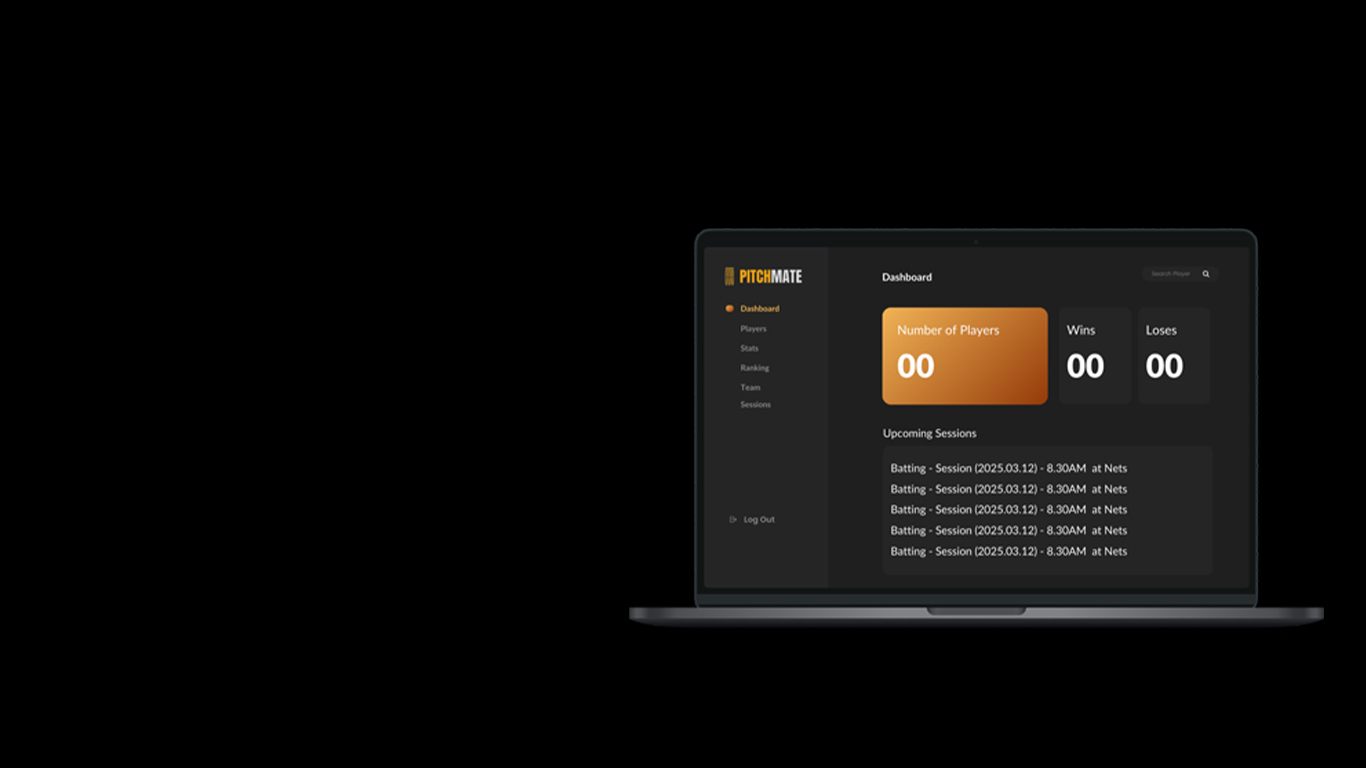 PITCHMATE
Dashboard
Players
Stats
Ranking
Team
Sessions
Log Out
Dashboard
Search Player
Number of Players
00
Wins
00
Loses
00
Upcoming Sessions
Batting - Session (2025.03.12) - 8.30AM at Nets
Batting - Session (2025.03.12) - 8.30AM at Nets
Batting - Session (2025.03.12) - 8.30AM at Nets
Batting - Session (2025.03.12) - 8.30AM at Nets
Batting - Session (2025.03.12) - 8.30AM at Nets